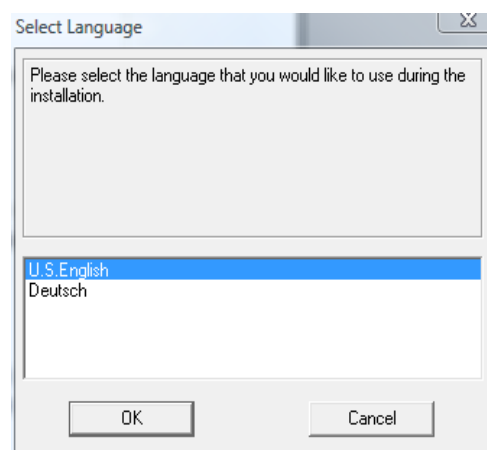 Select Language
Please select the language that you would like to use during the
installation.
U.S.English
Deutsch
OK
Cancel